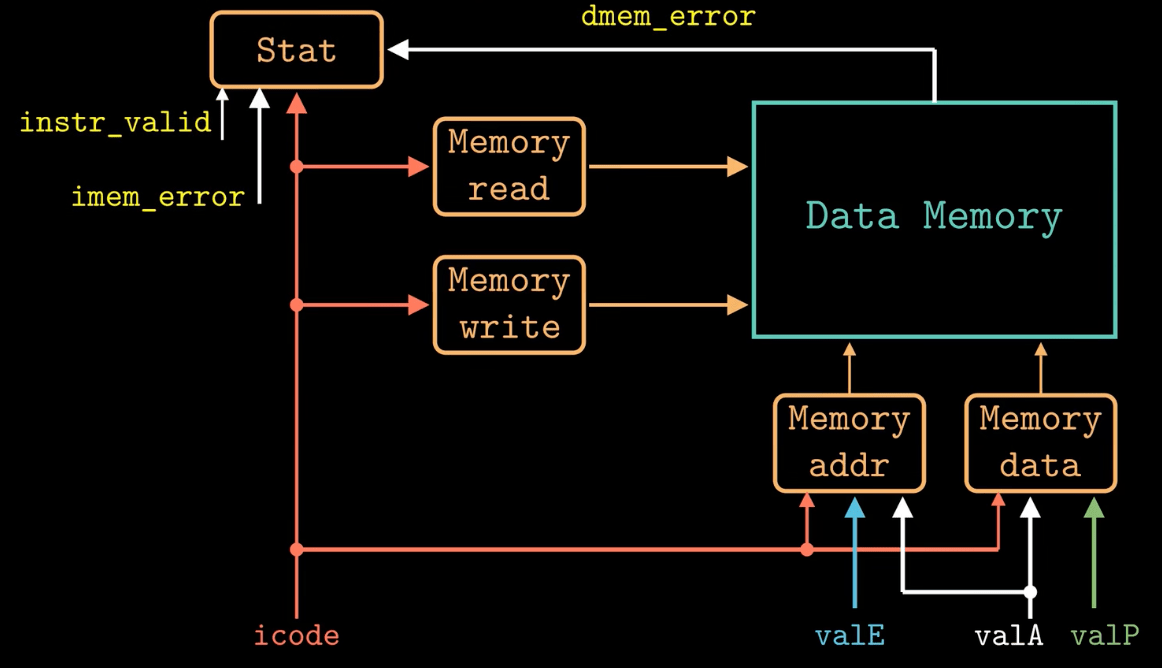 dmem_error
Stat
instr_valid
imem_error
Memory
read
Memory
write
Data Memory
Memory
addr
Memory
data
icode
valE
valA
valP